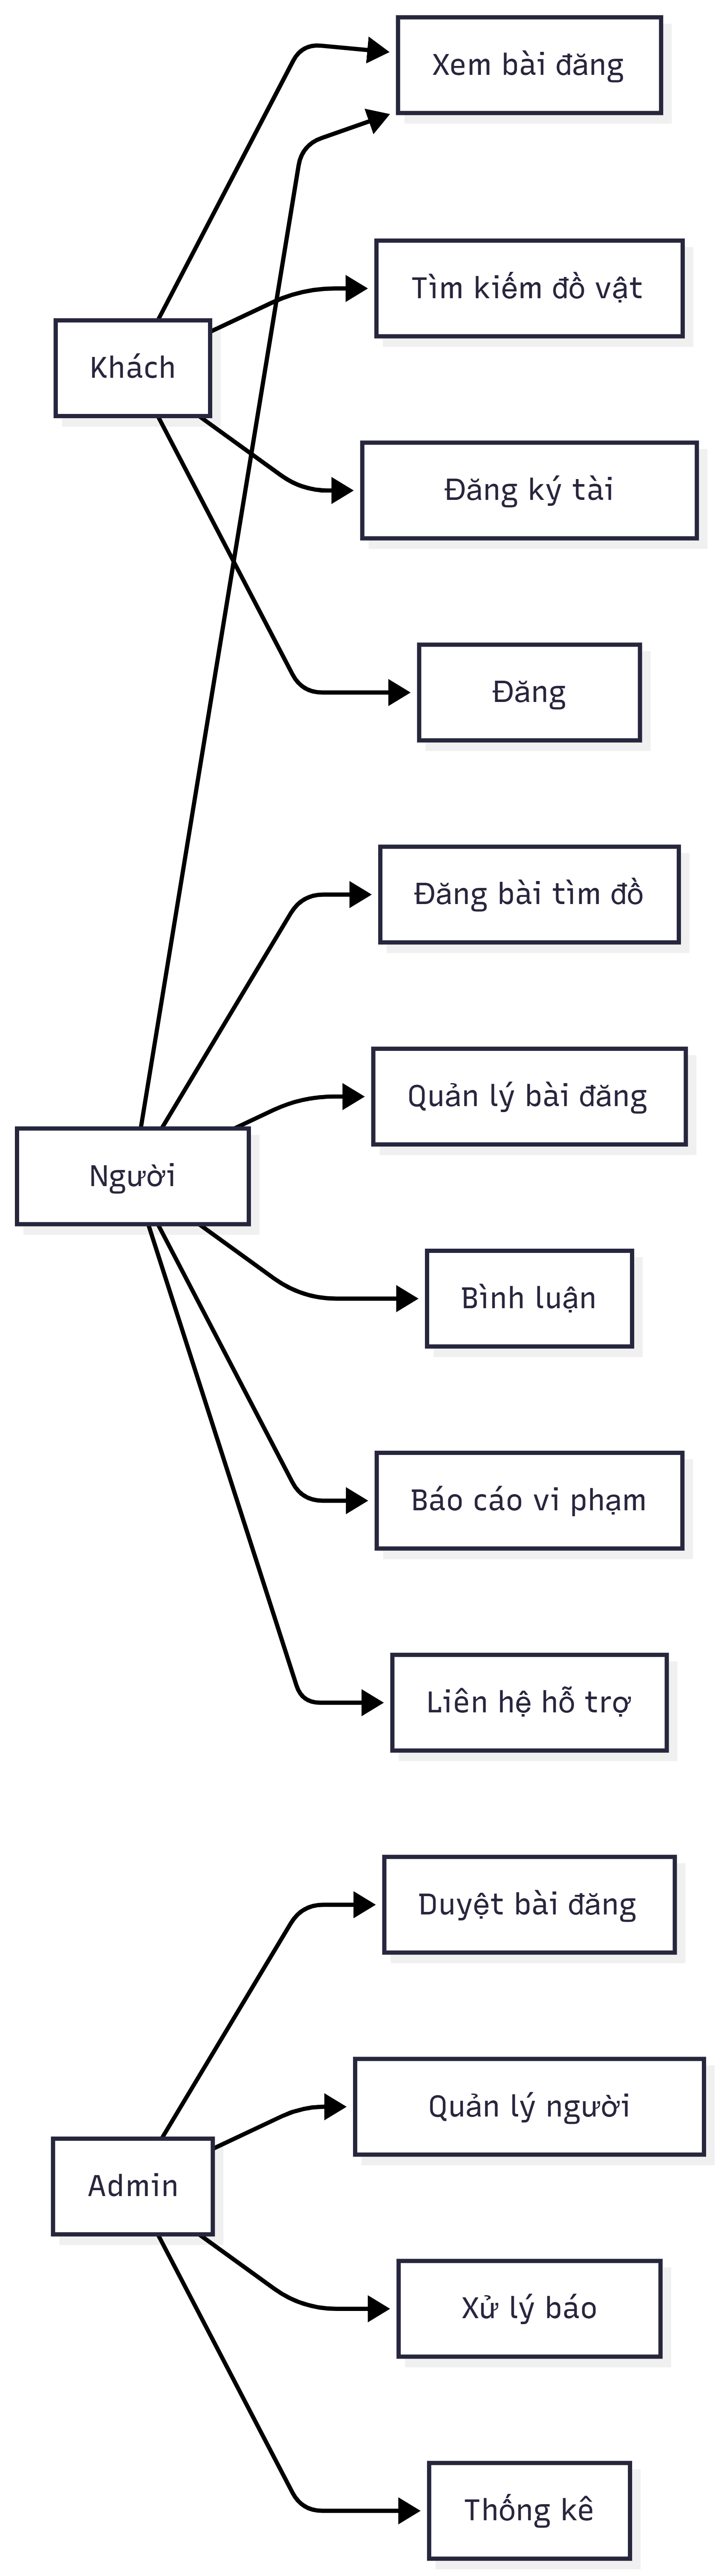 Xem bài đăng
Tìm kiếm đồ vật
Khách
Đăng ký tài
Đăng
Đăng bài tìm đồ
Quản lý bài đăng
Người
Bình luận
Báo cáo vi phạm
Liên hệ hỗ trợ
Duyệt bài đăng
Quản lý người
Admin
Xử lý báo
Thống kê